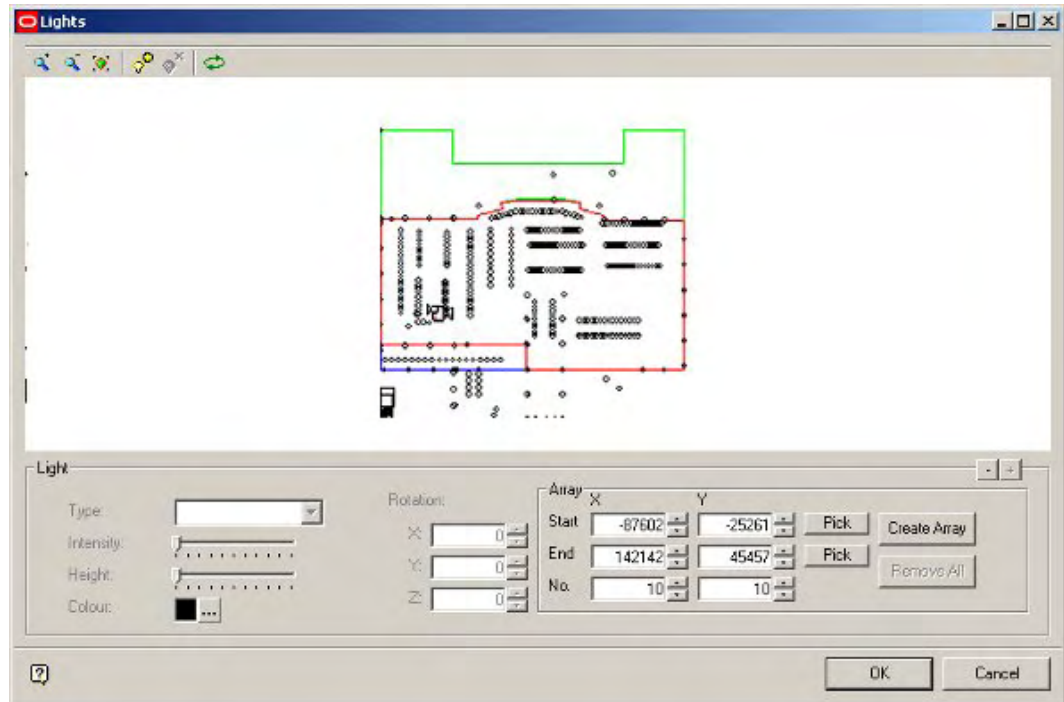 Lights
Light
Type:
Intensity:
Height:
Colour:
...
Rotation:
X: 0
Y: 0
Z: 0
Array
X Y
Start -87602 -25261 Pick
End 142142 45457 Pick
No. 10 10
Create Array
Remove All
- +
?
OK Cancel